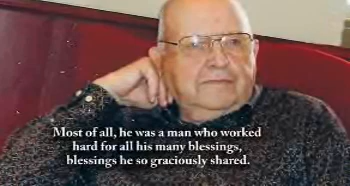 Most of all, he was a man who worked
hard for all his many blessings,
blessings he so graciously shared.